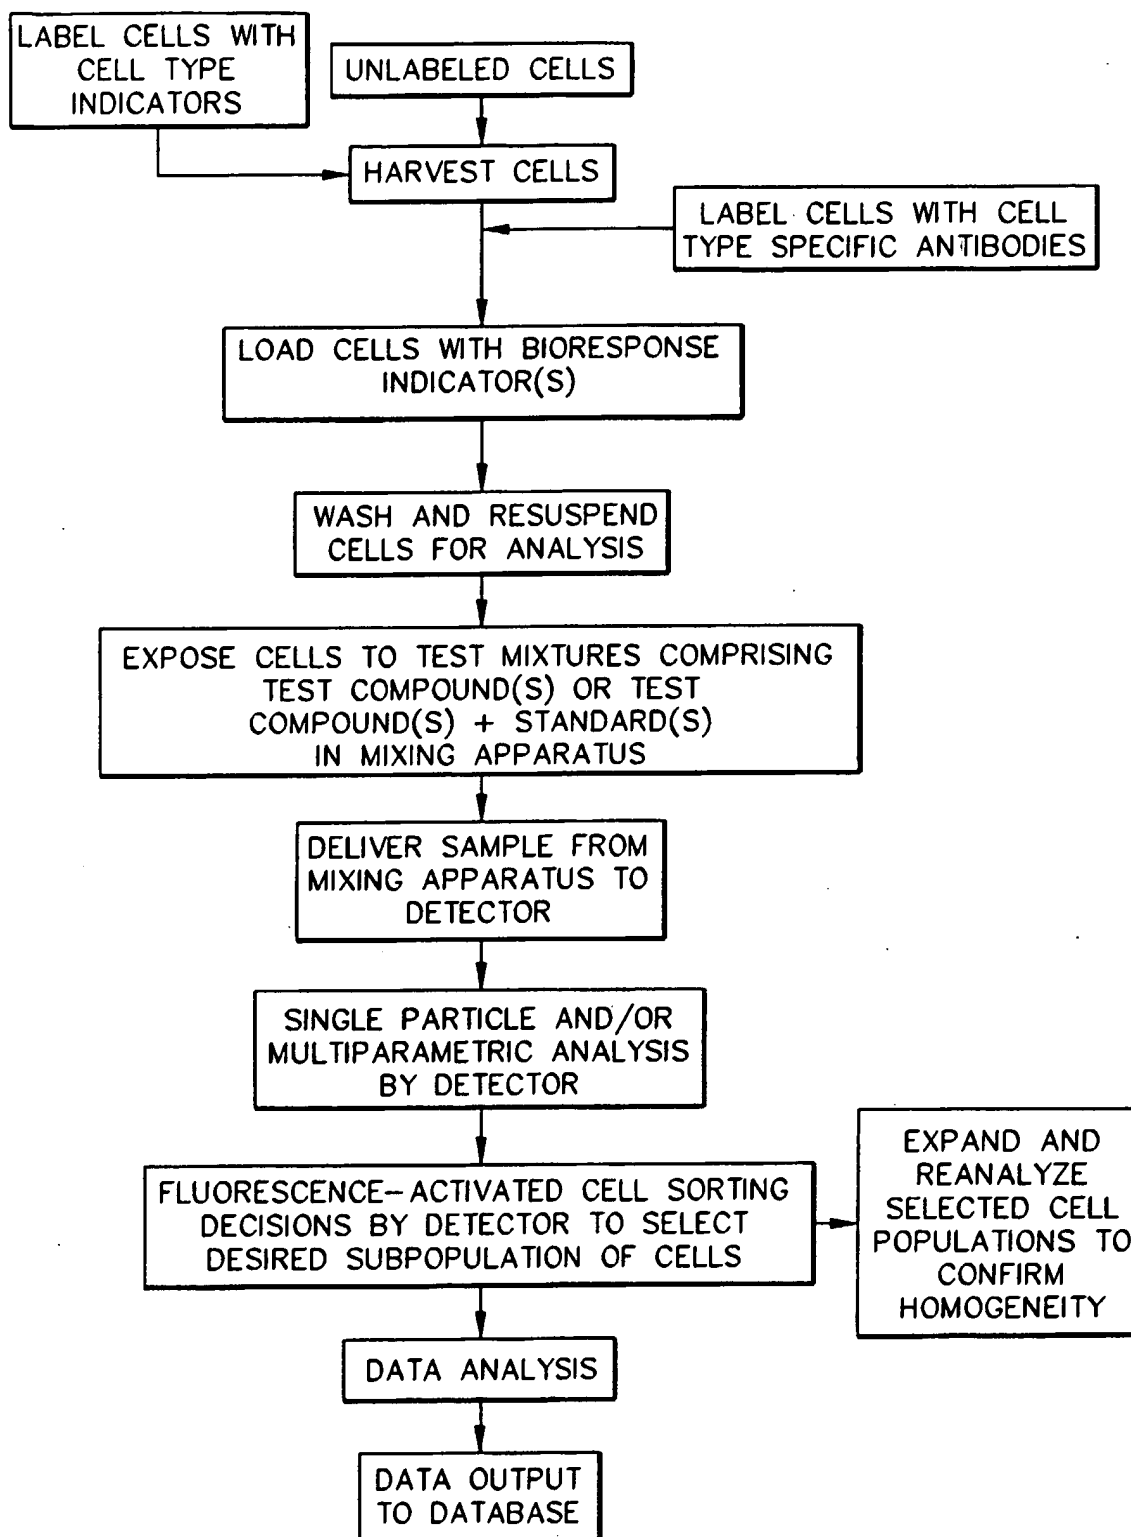 LABEL CELLS WITH
CELL TYPE
INDICATORS
UNLABELED CELLS
HARVEST CELLS
LABEL CELLS WITH CELL
TYPE SPECIFIC ANTIBODIES
LOAD CELLS WITH BIORESPONSE
INDICATOR(S)
WASH AND RESUSPEND
CELLS FOR ANALYSIS
EXPOSE CELLS TO TEST MIXTURES COMPRISING
TEST COMPOUND(S) OR TEST
COMPOUND(S) + STANDARD(S)
IN MIXING APPARATUS
DELIVER SAMPLE FROM
MIXING APPARATUS TO
DETECTOR
SINGLE PARTICLE AND/OR
MULTIPARAMETRIC ANALYSIS
BY DETECTOR
FLUORESCENCE-ACTIVATED CELL SORTING
DECISIONS BY DETECTOR TO SELECT
DESIRED SUBPOPULATION OF CELLS
EXPAND AND
REANALYZE
SELECTED CELL
POPULATIONS TO
CONFIRM
HOMOGENEITY
DATA ANALYSIS
DATA OUTPUT
TO DATABASE